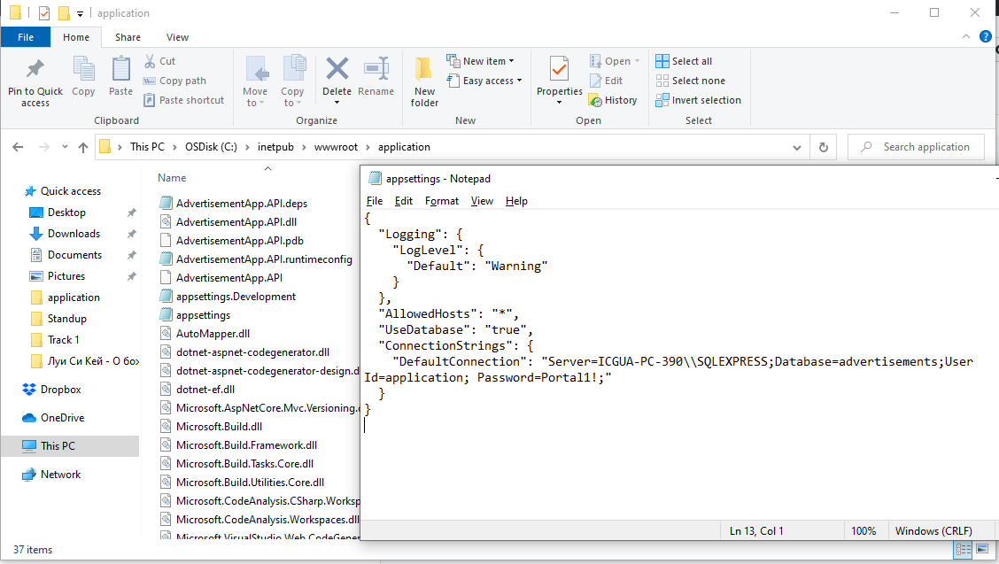 application
File Home Share View
Pin to Quick access
Copy
Paste
Cut
Copy path
Paste shortcut
Clipboard
Move to
Copy to
Delete
Rename
Organize
New folder
New item
Easy access
New
Properties
Open
Edit
History
Open
Select all
Select none
Invert selection
Select
This PC > OSDisk (C:) > inetpub > wwwroot > application
Search application
Quick access
Desktop
Downloads
Documents
Pictures
application
Standup
Track 1
Луи Си Кей - О бо
Dropbox
OneDrive
This PC
Network
Name
AdvertisementApp.API.deps
AdvertisementApp.API.dll
AdvertisementApp.API.pdb
AdvertisementApp.API.runtimeconfig
AdvertisementApp.API
appsettings.Development
appsettings
AutoMapper.dll
dotnet-aspnet-codegenerator.dll
dotnet-aspnet-codegenerator-design.d
dotnet-ef.dll
Microsoft.AspNetCore.Mvc.Versioning.
Microsoft.Build.dll
Microsoft.Build.Framework.dll
Microsoft.Build.Tasks.Core.dll
Microsoft.Build.Utilities.Core.dll
Microsoft.CodeAnalysis.CSharp.Worksp
Microsoft.CodeAnalysis.Workspaces.dll
Microsoft.VisualStudio.Web.CodeGener
37 items
appsettings - Notepad
File Edit Format View Help
{
"Logging": {
"LogLevel": {
"Default": "Warning"
}
},
"AllowedHosts": "*",
"UseDatabase": "true",
"ConnectionStrings": {
"DefaultConnection": "Server=ICGUA-PC-390\\SQLEXPRESS;Database=advertisements;User
Id=application; Password=Portal1!;"
}
}
Ln 13, Col 1
100%
Windows (CRLF)